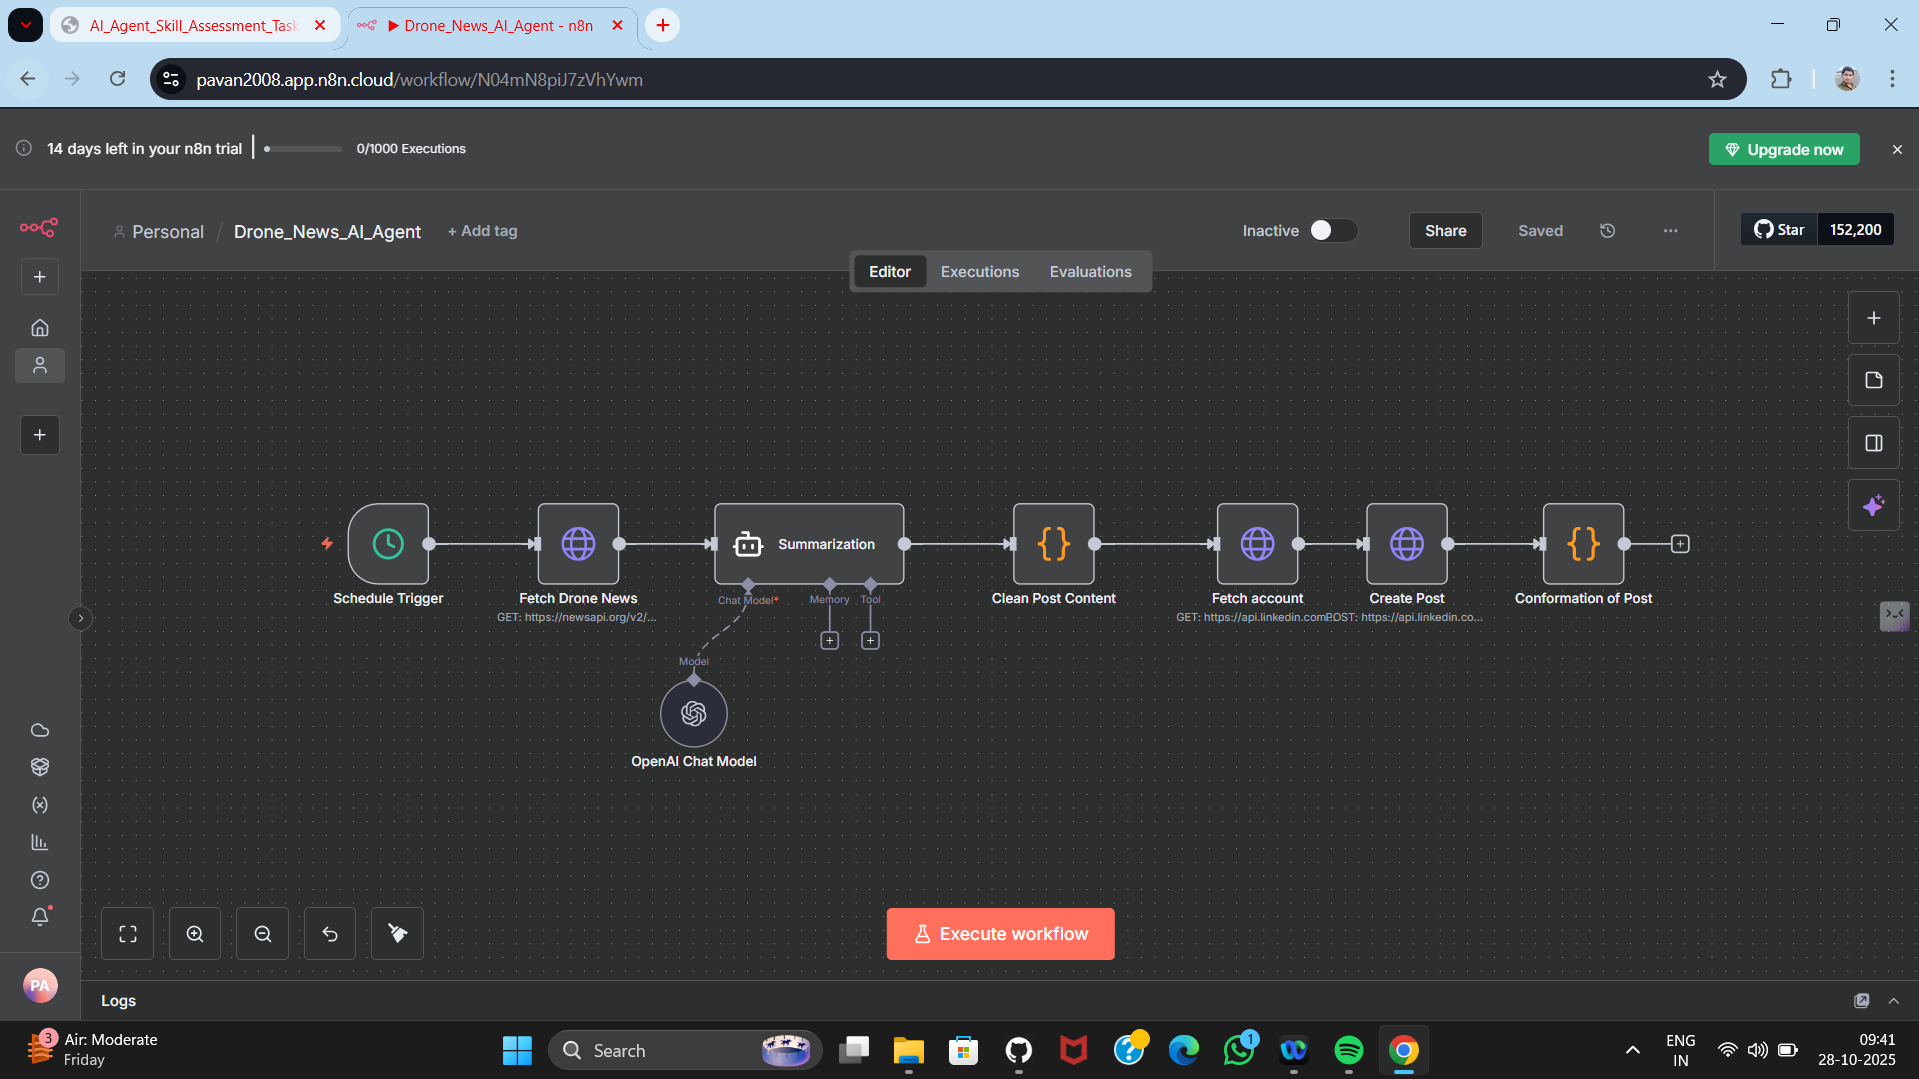 AI_Agent_Skill_Assessment_Task
Drone_News_AI_Agent - n8n
pavan2008.app.n8n.cloud/workflow/N04mN8piJ7zVhYwm
14 days left in your n8n trial
0/1000 Executions
Upgrade now
Personal / Drone_News_AI_Agent
+ Add tag
Inactive
Share
Saved
Star
152,200
Editor
Executions
Evaluations
Summarization
Schedule Trigger
Fetch Drone News
GET: https://newsapi.org/v2/...
Chat Model*
Memory
Tool
Clean Post Content
Fetch account
GET: https://api.linkedin.com
Create Post
POST: https://api.linkedin.co...
Conformation of Post
Model
OpenAI Chat Model
Execute workflow
PA
Logs
3
Air: Moderate
Friday
Search
1
ENG
IN
09:41
28-10-2025